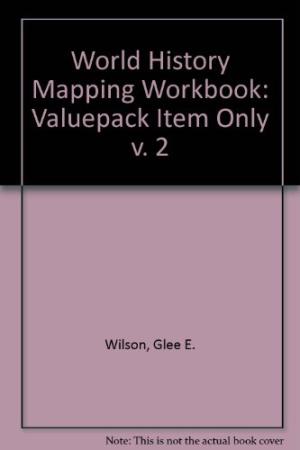 World History
Mapping Workbook:
Valuepack Item Only
v. 2
Wilson, Glee E.
Note: This is not the actual book cover